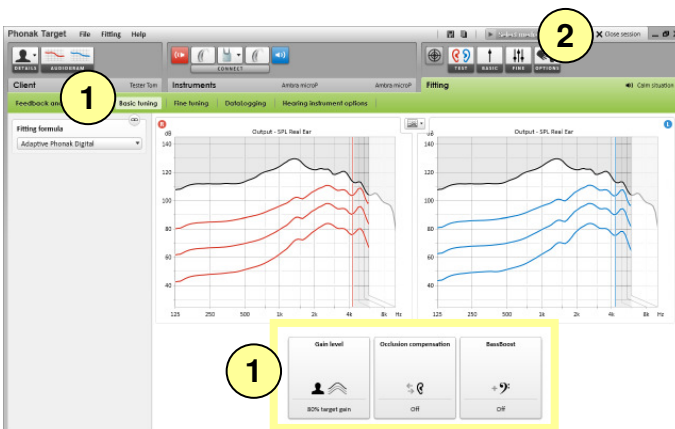 Phonak Target File Fitting Help
Close session
DETAILS AUDIOGRAM
CONNECT
TEST BASIC FINE OPTIONS
2
Client Tester Tom
Instruments Ambra microP Ambra microP
Fitting Calm situation
1
Feedback an Basic tuning Fine tuning DataLogging Hearing instrument options
Fitting formula
Adaptive Phonak Digital
R
dB Output - SPL Real Ear
140
120
100
80
60
40
125 250 500 1k 2k 4k 8k Hz
L
dB Output - SPL Real Ear
140
120
100
80
60
40
125 250 500 1k 2k 4k 8k Hz
1
Gain level
80% target gain
Occlusion compensation
Off
BassBoost
Off